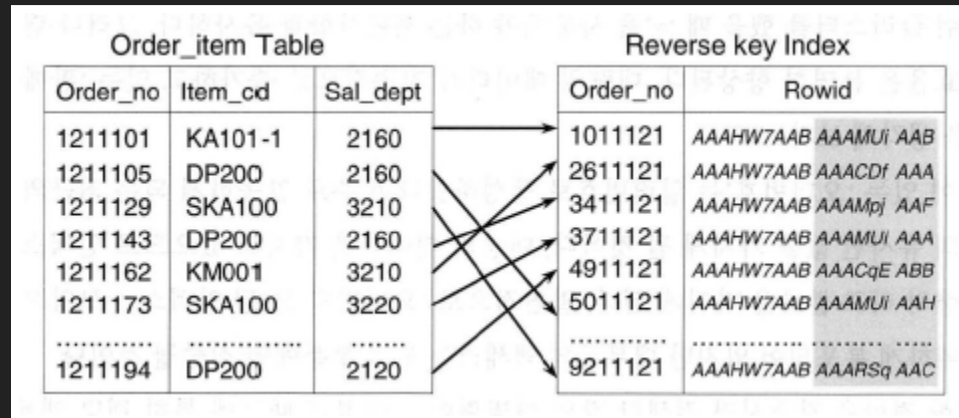 Order_item Table
Order_no Item_cd Sal_dept
1211101 KA101-1 2160
1211105 DP200 2160
1211129 SKA100 3210
1211143 DP200 2160
1211162 KM001 3210
1211173 SKA100 3220
1211194 DP200 2120
Reverse key Index
Order_no Rowid
1011121 AAAHW7AAB AAAMUi AAB
2611121 AAAHW7AAB AAACDf AAA
3411121 AAAHW7AAB AAAMpj AAF
3711121 AAAHW7AAB AAAMUi AAA
4911121 AAAHW7AAB AAACqE ABB
5011121 AAAHW7AAB AAAMUi AAH
9211121 AAAHW7AAB AAARSq AAC